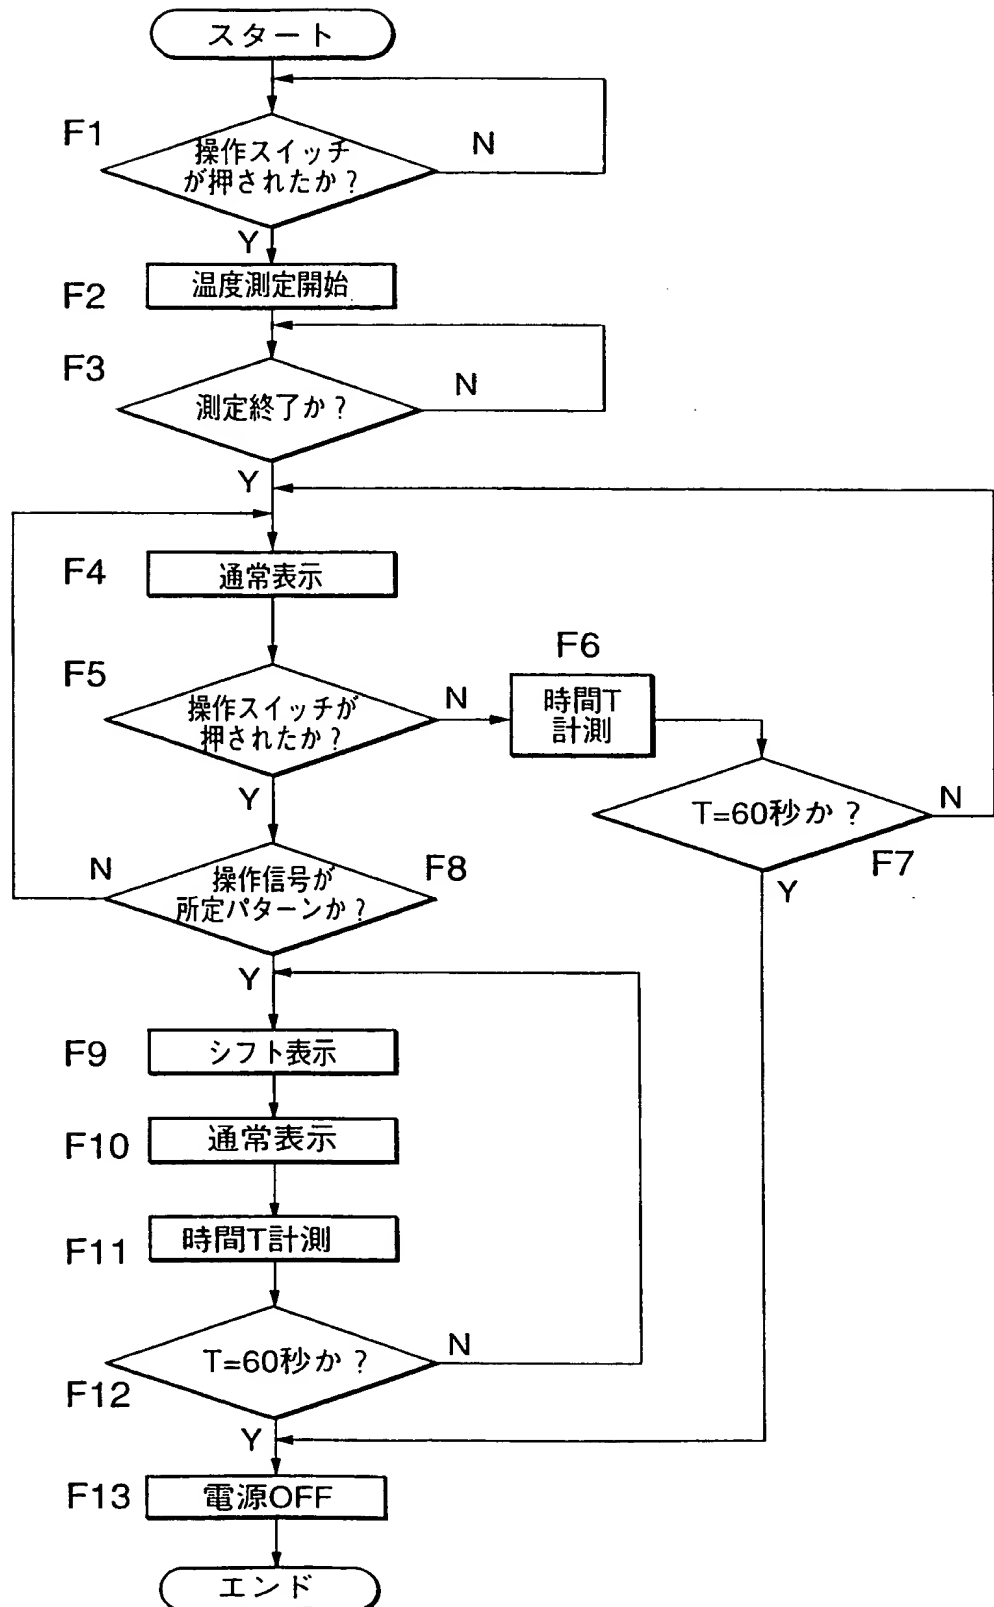 スタート
F1
操作スイッチ
が押されたか?
N
Y
F2
温度測定開始
F3
測定終了か?
N
Y
F4
通常表示
F5
操作スイッチが
押されたか?
N
F6
時間T
計測
Y
T=60秒か?
N
F7
Y
F8
操作信号が
所定パターンか?
N
Y
F9
シフト表示
F10
通常表示
F11
時間T計測
F12
T=60秒か?
N
Y
F13
電源OFF
エンド